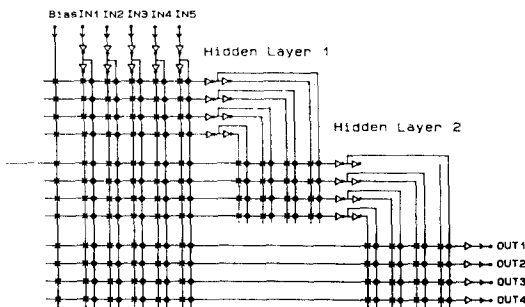 Bias IN1 IN2 IN3 IN4 IN5
Hidden Layer 1
Hidden Layer 2
OUT1
OUT2
OUT3
OUT4